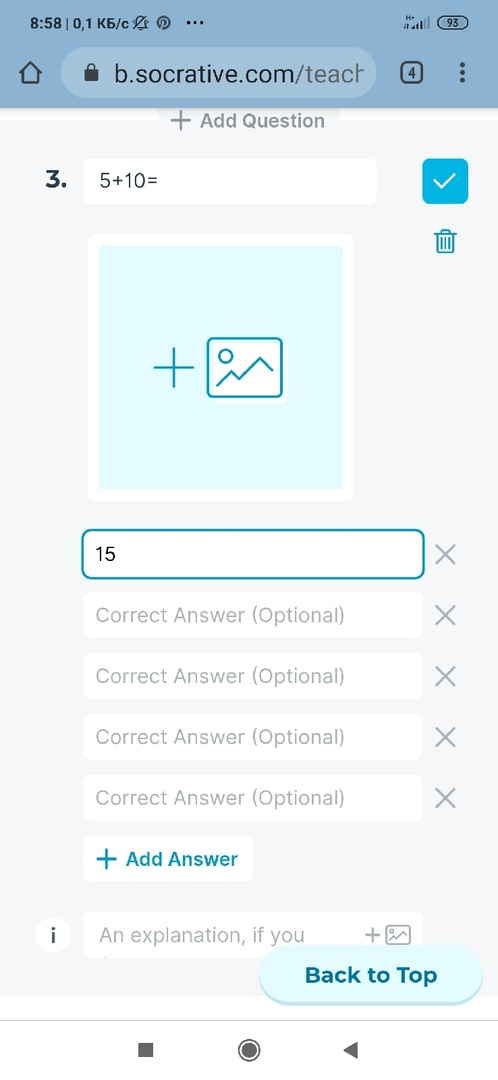 8:58 | 0,1 КБ/с ... H+ 93
b.socrative.com/teach 4
+ Add Question
3. 5+10=
15
Correct Answer (Optional)
Correct Answer (Optional)
Correct Answer (Optional)
Correct Answer (Optional)
+ Add Answer
i An explanation, if you
Back to Top